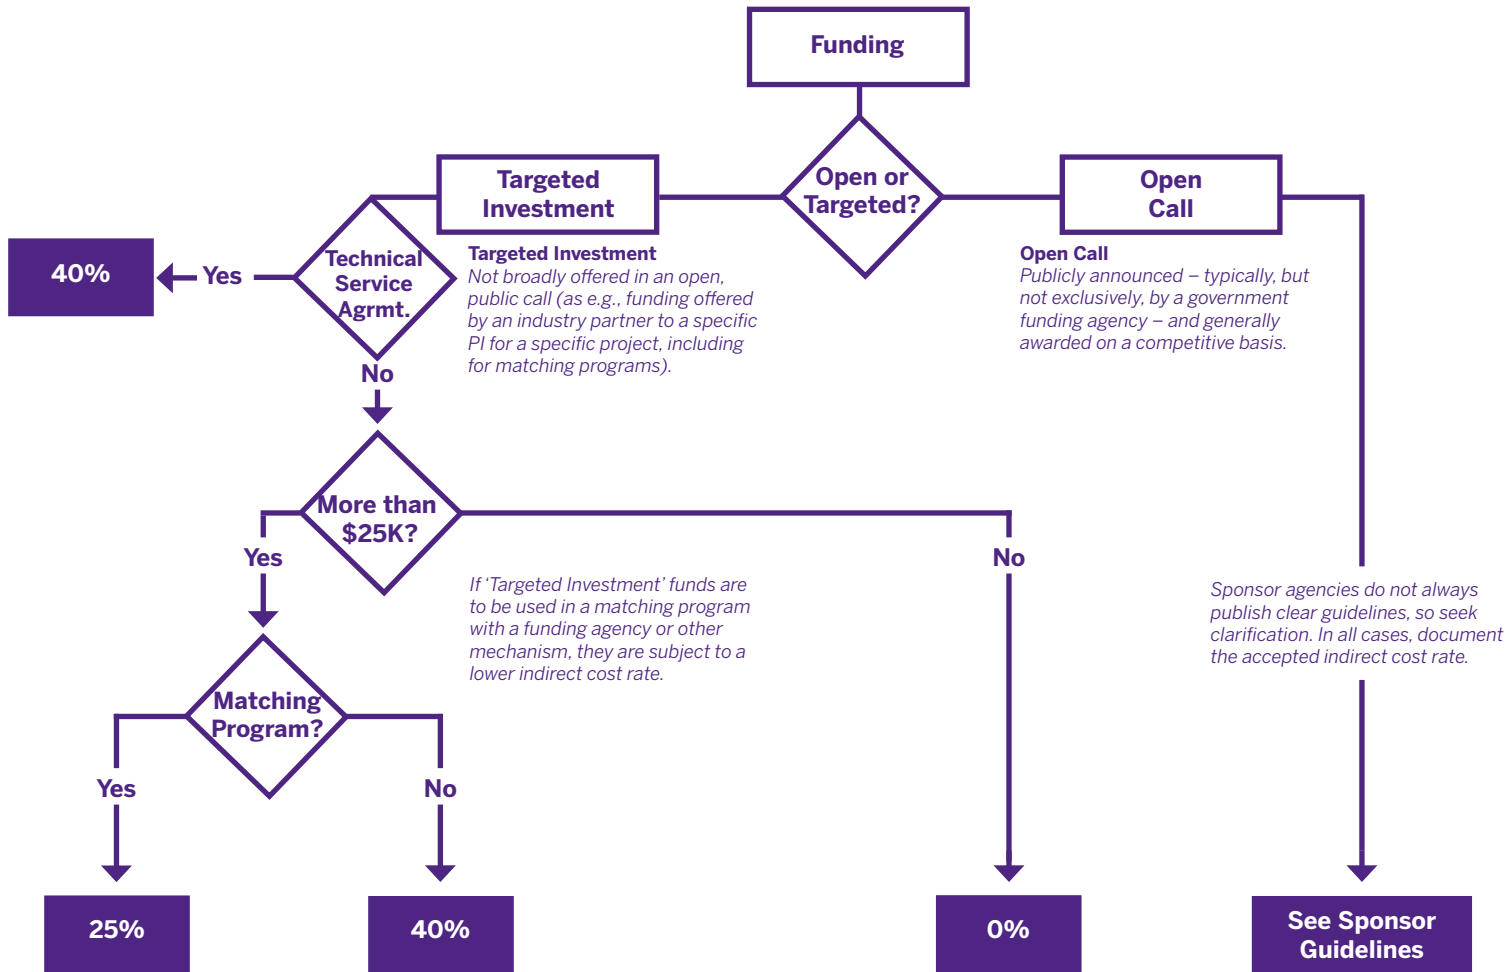 Funding
Open or
Targeted?
Targeted
Investment
Open
Call
Targeted Investment
Not broadly offered in an open,
public call (as e.g., funding offered
by an industry partner to a specific
PI for a specific project, including
for matching programs).
Open Call
Publicly announced – typically, but
not exclusively, by a government
funding agency – and generally
awarded on a competitive basis.
Technical
Service
Agrmt.
Yes
40%
No
More than
$25K?
Yes
No
If ‘Targeted Investment’ funds are
to be used in a matching program
with a funding agency or other
mechanism, they are subject to a
lower indirect cost rate.
Sponsor agencies do not always
publish clear guidelines, so seek
clarification. In all cases, document
the accepted indirect cost rate.
Matching
Program?
Yes
No
25%
40%
0%
See Sponsor
Guidelines